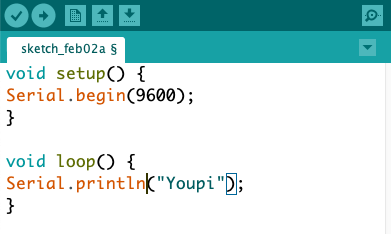 sketch_feb02a §
void setup() {
Serial.begin(9600);
}
void loop() {
Serial.println("Youpi");
}